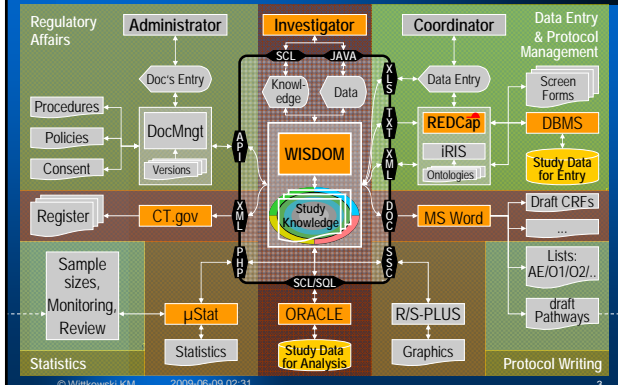 Regulatory
Affairs
Administrator
Investigator
Coordinator
Data Entry
& Protocol
Management
SCL
JAVA
Doc's Entry
Knowl-
edge
Data
XLS
Data Entry
Screen
Forms
Procedures
Policies
Consent
DocMngt
Versions
API
WISDOM
TXT
XML
REDCap
iRIS
Ontologies
DBMS
Study Data
for Entry
Register
CT.gov
XML
Study
Knowledge
DOC
MS Word
Draft CRFs
...
Lists:
AE/O1/O2/..
draft
Pathways
Sample
sizes,
Monitoring,
Review
PHP
SCL/SQL
SSC
µStat
ORACLE
R/S-PLUS
Statistics
Study Data
for Analysis
Graphics
Statistics
Protocol Writing
© Wittkowski KM
2009-06-09 02:31
3